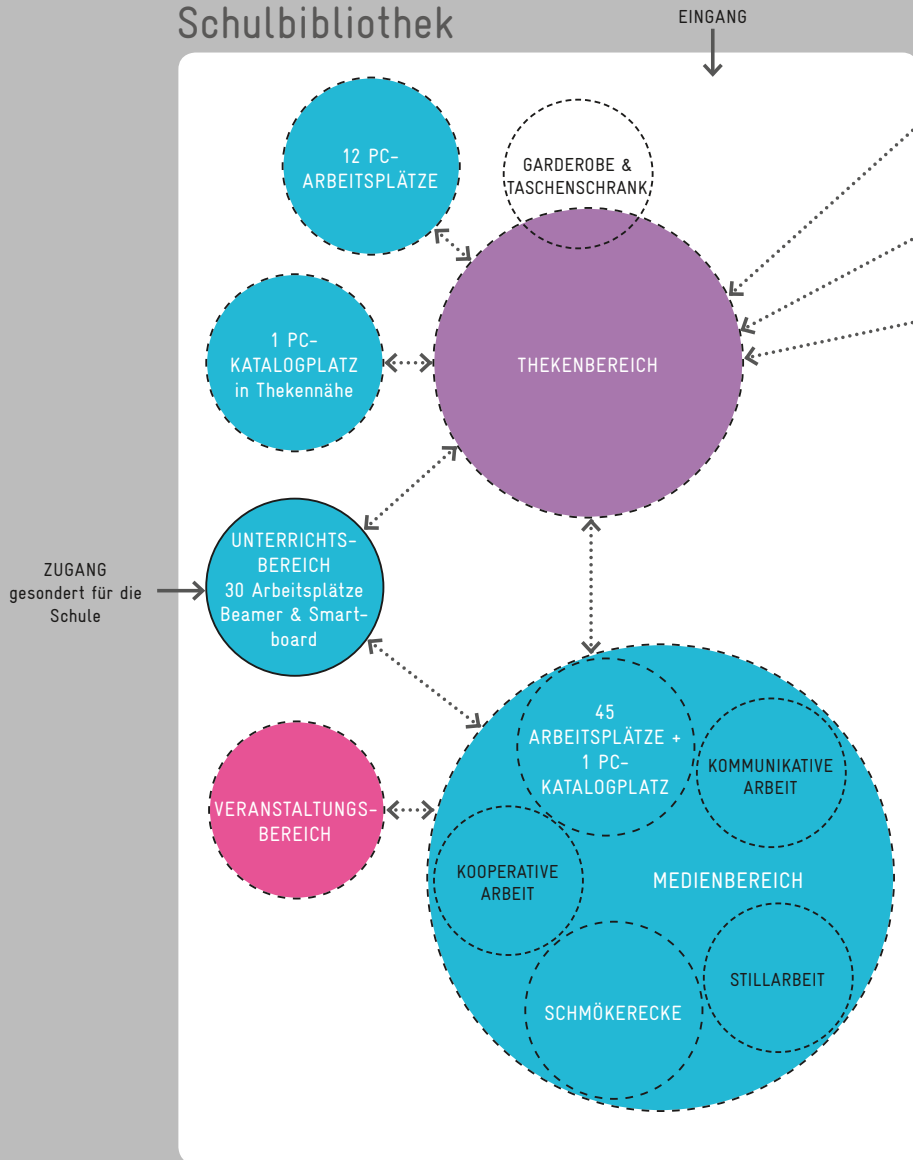 Schulbibliothek
EINGANG
12 PC-
ARBEITSPLÄTZE
GARDEROBE &
TASCHENSCHRANK
1 PC-
KATALOGPLATZ
in Thekennähe
THEKENBEREICH
ZUGANG
gesondert für die
Schule
UNTERRICHTS-
BEREICH
30 Arbeitsplätze
Beamer & Smart-
board
45
ARBEITSPLÄTZE +
1 PC-
KATALOGPLATZ
KOMMUNIKATIVE
ARBEIT
VERANSTALTUNGS-
BEREICH
KOOPERATIVE
ARBEIT
MEDIENBEREICH
STILLARBEIT
SCHMÖKERECKE